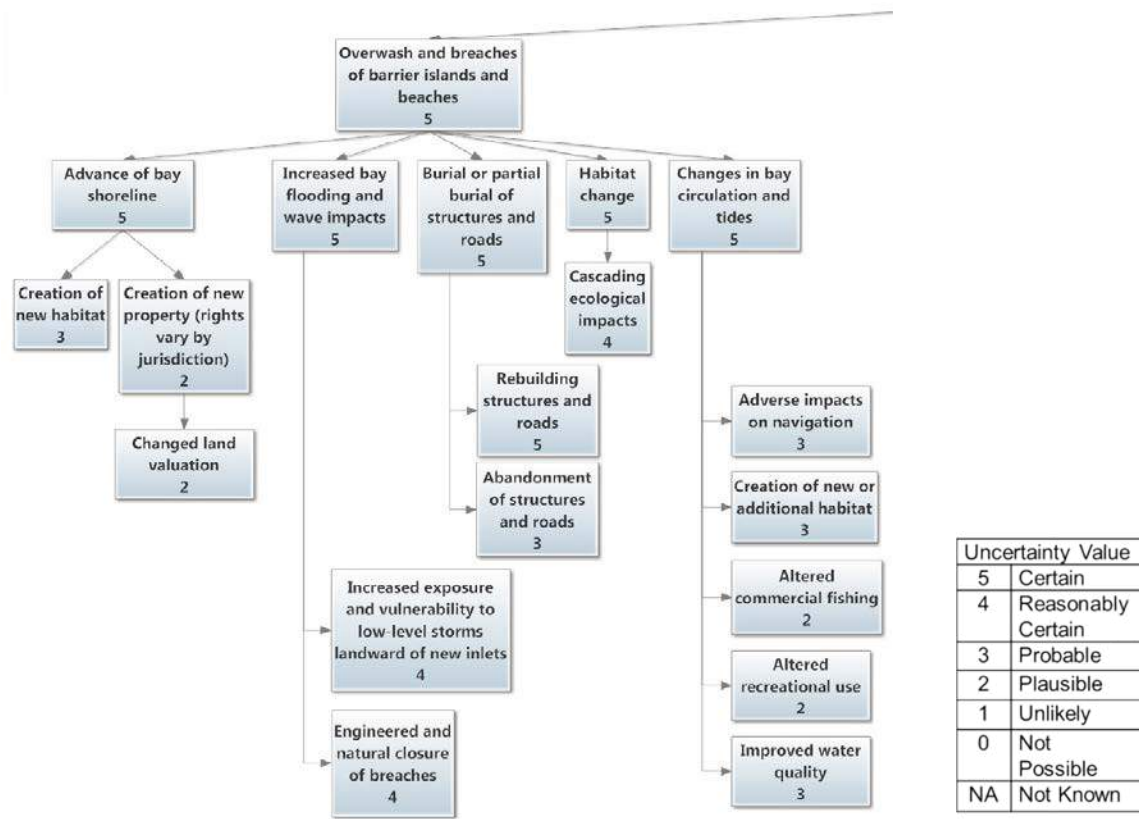 Overwash and breaches
of barrier islands and
beaches
5
Advance of bay
shoreline
5
Increased bay
flooding and
wave impacts
5
Burial or partial
burial of
structures and
roads
5
Habitat
change
5
Changes in bay
circulation and
tides
5
Creation of
new habitat
3
Creation of new
property (rights
vary by
jurisdiction)
2
Cascading
ecological
impacts
4
Changed land
valuation
2
Rebuilding
structures and
roads
5
Abandonment
of structures
and roads
3
Increased exposure
and vulnerability to
low-level storms
landward of new inlets
4
Engineered and
natural closure
of breaches
4
Adverse impacts
on navigation
3
Creation of new or
additional habitat
3
Altered
commercial fishing
2
Altered
recreational use
2
Improved water
quality
3
Uncertainty Value
5 Certain
4 Reasonably
Certain
3 Probable
2 Plausible
1 Unlikely
0 Not
Possible
NA Not Known